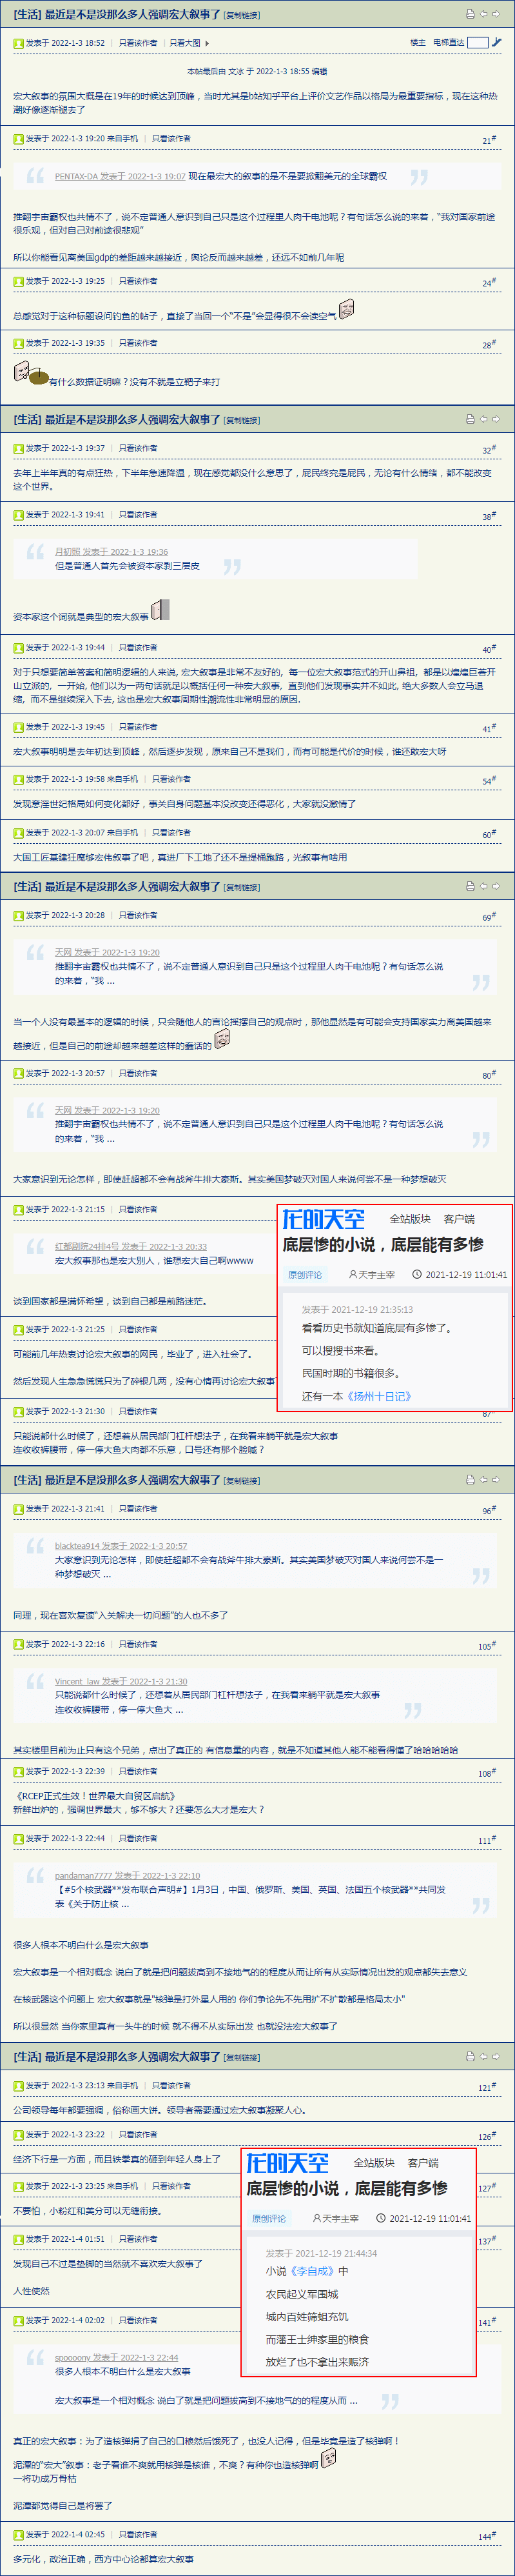 [生活] 最近是不是没那么多人强调宏大叙事了 [复制链接]
发表于 2022-1-3 18:52 | 只看该作者 | 只看大图
楼主 电梯直达
本帖最后由 文冰 于 2022-1-3 18:55 编辑
宏大叙事的氛围大概是在19年的时候达到顶峰，当时尤其是b站知乎平台上评价文艺作品以格局为最重要指标，现在这种热
潮好像逐渐褪去了
发表于 2022-1-3 19:20 来自手机 | 只看该作者
21#
PENTAX-DA 发表于 2022-1-3 19:07 现在最宏大的叙事的是不是要掀翻美元的全球霸权
推翻宇宙霸权也共情不了，说不定普通人意识到自己只是这个过程里人肉干电池呢？有句话怎么说的来着，“我对国家前途
很乐观，但对自己对前途很悲观”
所以你能看见离美国gdp的差距越来越接近，舆论反而越来越差，还远不如前几年呢
发表于 2022-1-3 19:25 | 只看该作者
24#
总感觉对于这种标题设问钓鱼的帖子，直接了当回一个“不是”会显得很不会读空气
发表于 2022-1-3 19:35 | 只看该作者
28#
有什么数据证明嘛？没有不就是立靶子来打
[生活] 最近是不是没那么多人强调宏大叙事了 [复制链接]
发表于 2022-1-3 19:37 | 只看该作者
32#
去年上半年真的有点狂热，下半年急速降温，现在感觉都没什么意思了，屁民终究是屁民，无论有什么情绪，都不能改变
这个世界。
发表于 2022-1-3 19:41 | 只看该作者
38#
月初照 发表于 2022-1-3 19:36
但是普通人首先会被资本家剥三层皮
资本家这个词就是典型的宏大叙事
发表于 2022-1-3 19:44 | 只看该作者
40#
对于只想要简单答案和简明逻辑的人来说, 宏大叙事是非常不友好的, 每一位宏大叙事范式的开山鼻祖, 都是以煌煌巨著开
山立派的, 一开始, 他们以为一两句话就足以概括任何一种宏大叙事, 直到他们发现事实并不如此, 绝大多数人会立马退
缩, 而不是继续深入下去, 这也是宏大叙事周期性潮流性非常明显的原因.
发表于 2022-1-3 19:45 | 只看该作者
41#
宏大叙事明明是去年初达到顶峰，然后逐步发现，原来自己不是我们，而有可能是代价的时候，谁还敢宏大呀
发表于 2022-1-3 19:58 来自手机 | 只看该作者
54#
发现意淫世纪格局如何变化都好，事关自身问题基本没改变还得恶化，大家就没激情了
发表于 2022-1-3 20:07 来自手机 | 只看该作者
60#
大国工匠基建狂魔够宏伟叙事了吧，真进厂下工地了还不是提桶跑路，光叙事有啥用
[生活] 最近是不是没那么多人强调宏大叙事了 [复制链接]
发表于 2022-1-3 20:28 | 只看该作者
69#
天网 发表于 2022-1-3 19:20
推翻宇宙霸权也共情不了，说不定普通人意识到自己只是这个过程里人肉干电池呢？有句话怎么说
的来着，“我 ...
当一个人没有最基本的逻辑的时候，只会随他人的言论摇摆自己的观点时，那他显然是有可能会支持国家实力离美国越来
越接近，但是自己的前途却越来越差这样的蠢话的
发表于 2022-1-3 20:57 | 只看该作者
80#
天网 发表于 2022-1-3 19:20
推翻宇宙霸权也共情不了，说不定普通人意识到自己只是这个过程里人肉干电池呢？有句话怎么说
的来着，“我 ...
大家意识到无论怎样，即使赶超都不会有战斧牛排大豪斯。其实美国梦破灭对国人来说何尝不是一种梦想破灭
发表于 2022-1-3 21:15 | 只看该作者
红都剧院24排4号 发表于 2022-1-3 20:33
宏大叙事那也是宏大别人，谁想宏大自己啊wwww
谈到国家都是满怀希望，谈到自己都是前路迷茫。
龙的天空 全站版块 客户端
底层惨的小说，底层能有多惨
原创评论 天宇主宰 2021-12-19 11:01:41
发表于 2021-12-19 21:35:13
看看历史书就知道底层有多惨了。
可以搜搜书来看。
民国时期的书籍很多。
还有一本《扬州十日记》
发表于 2022-1-3 21:25 | 只看该作者
可能前几年热衷讨论宏大叙事的网民，毕业了，进入社会了。
然后发现人生急急慌慌只为了碎银几两，没有心情再讨论宏大叙事
发表于 2022-1-3 21:30 | 只看该作者
87#
只能说都什么时候了，还想着从居民部门杠杆想法子，在我看来躺平就是宏大叙事
连收收裤腰带，停一停大鱼大肉都不乐意，口号还有那个脸喊？
[生活] 最近是不是没那么多人强调宏大叙事了 [复制链接]
发表于 2022-1-3 21:41 | 只看该作者
96#
blacktea914 发表于 2022-1-3 20:57
大家意识到无论怎样，即使赶超都不会有战斧牛排大豪斯。其实美国梦破灭对国人来说何尝不是一
种梦想破灭 ...
同理，现在喜欢复读“入关解决一切问题”的人也不多了
发表于 2022-1-3 22:16 | 只看该作者
105#
Vincent_law 发表于 2022-1-3 21:30
只能说都什么时候了，还想着从居民部门杠杆想法子，在我看来躺平就是宏大叙事
连收收裤腰带，停一停大鱼大 ...
其实楼里目前为止只有这个兄弟，点出了真正的 有信息量的内容，就是不知道其他人能不能看得懂了哈哈哈哈哈
发表于 2022-1-3 22:39 | 只看该作者
108#
《RCEP正式生效！世界最大自贸区启航》
新鲜出炉的，强调世界最大，够不够大？还要怎么大才是宏大？
发表于 2022-1-3 22:44 | 只看该作者
111#
pandaman7777 发表于 2022-1-3 22:10
【#5个核武器**发布联合声明#】1月3日，中国、俄罗斯、美国、英国、法国五个核武器**共同发
表《关于防止核 ...
很多人根本不明白什么是宏大叙事
宏大叙事是一个相对概念 说白了就是把问题拔高到不接地气的的程度从而让所有从实际情况出发的观点都失去意义
在核武器这个问题上 宏大叙事就是"核弹是打外星人用的 你们争论先不先用扩不扩散都是格局太小"
所以很显然 当你家里真有一头牛的时候 就不得不从实际出发 也就没法宏大叙事了
[生活] 最近是不是没那么多人强调宏大叙事了 [复制链接]
发表于 2022-1-3 23:13 来自手机 | 只看该作者
121#
公司领导每年都要强调，俗称画大饼。领导者需要通过宏大叙事凝聚人心。
发表于 2022-1-3 23:22 | 只看该作者
126#
经济下行是一方面，而且铁拳真的砸到年轻人身上了
发表于 2022-1-3 23:25 来自手机 | 只看该作者
127#
不要怕，小粉红和美分可以无缝衔接。
龙的天空 全站版块 客户端
底层惨的小说，底层能有多惨
原创评论 天宇主宰 2021-12-19 11:01:41
发表于 2021-12-19 21:44:34
小说《李自成》中
农民起义军围城
城内百姓筛蛆充饥
而藩王士绅家里的粮食
放烂了也不拿出来赈济
发表于 2022-1-4 01:51 | 只看该作者
137#
发现自己不过是垫脚的当然就不喜欢宏大叙事了
人性使然
发表于 2022-1-4 02:02 | 只看该作者
141#
spoooony 发表于 2022-1-3 22:44
很多人根本不明白什么是宏大叙事
宏大叙事是一个相对概念 说白了就是把问题拔高到不接地气的的程度从而 ...
真正的宏大叙事：为了造核弹捐了自己的口粮然后饿死了，也没人记得，但是毕竟是造了核弹啊！
泥潭的“宏大”叙事：老子看谁不爽就用核弹是核谁，不爽？有种你也造核弹啊
一将功成万骨枯
泥潭都觉得自己是将罢了
发表于 2022-1-4 02:45 | 只看该作者
144#
多元化，政治正确，西方中心论都算宏大叙事